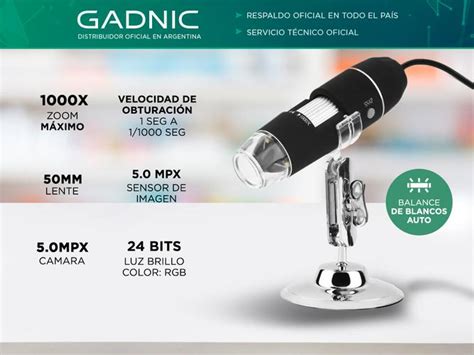 GADNIC
DISTRIBUIDOR OFICIAL EN ARGENTINA
RESPALDO OFICIAL EN TODO EL PAÍS
SERVICIO TÉCNICO OFICIAL
1000X
ZOOM
MÁXIMO
VELOCIDAD DE
OBTURACIÓN
1 SEG A
1/1000 SEG
50MM
LENTE
5.0 MPX
SENSOR DE
IMAGEN
5.0MPX
CAMARA
24 BITS
LUZ BRILLO
COLOR: RGB
BALANCE
DE BLANCOS
AUTO